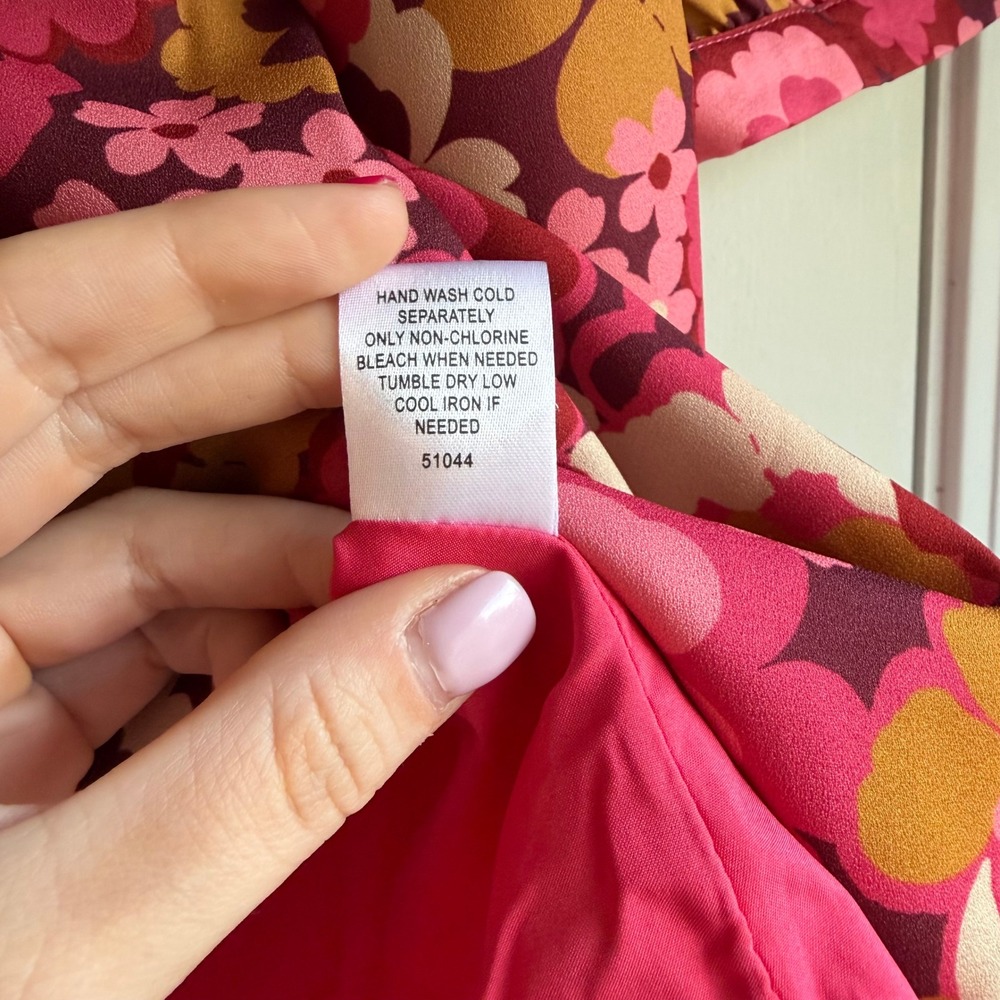 HAND WASH COLD
SEPARATELY
ONLY NON-CHLORINE
BLEACH WHEN NEEDED
TUMBLE DRY LOW
COOL IRON IF
NEEDED
51044